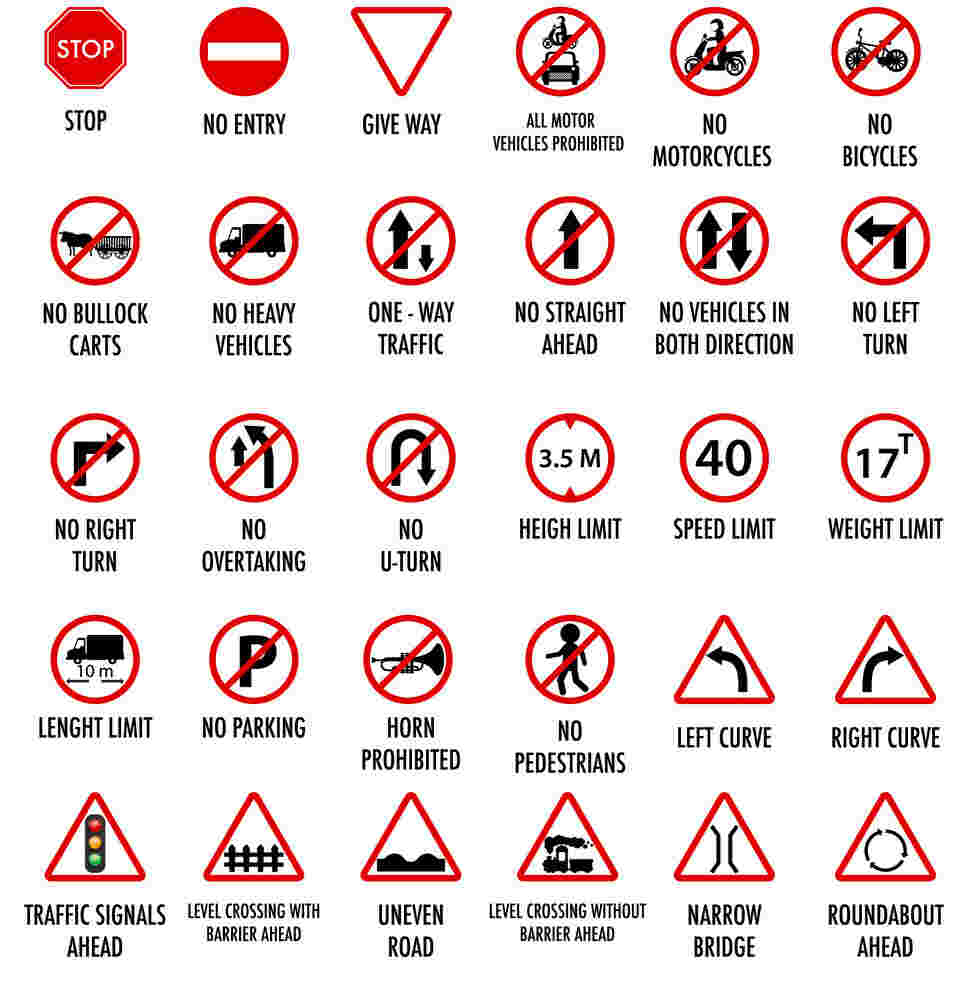 STOP
STOP
NO ENTRY
GIVE WAY
ALL MOTOR
VEHICLES PROHIBITED
NO
MOTORCYCLES
NO
BICYCLES
NO BULLOCK
CARTS
NO HEAVY
VEHICLES
ONE - WAY
TRAFFIC
NO STRAIGHT
AHEAD
NO VEHICLES IN
BOTH DIRECTION
NO LEFT
TURN
NO RIGHT
TURN
NO
OVERTAKING
NO
U-TURN
3.5 M
HEIGH LIMIT
40
SPEED LIMIT
17T
WEIGHT LIMIT
10 m
LENGHT LIMIT
P
NO PARKING
HORN
PROHIBITED
NO
PEDESTRIANS
LEFT CURVE
RIGHT CURVE
TRAFFIC SIGNALS
AHEAD
LEVEL CROSSING WITH
BARRIER AHEAD
UNEVEN
ROAD
LEVEL CROSSING WITHOUT
BARRIER AHEAD
NARROW
BRIDGE
ROUNDABOUT
AHEAD